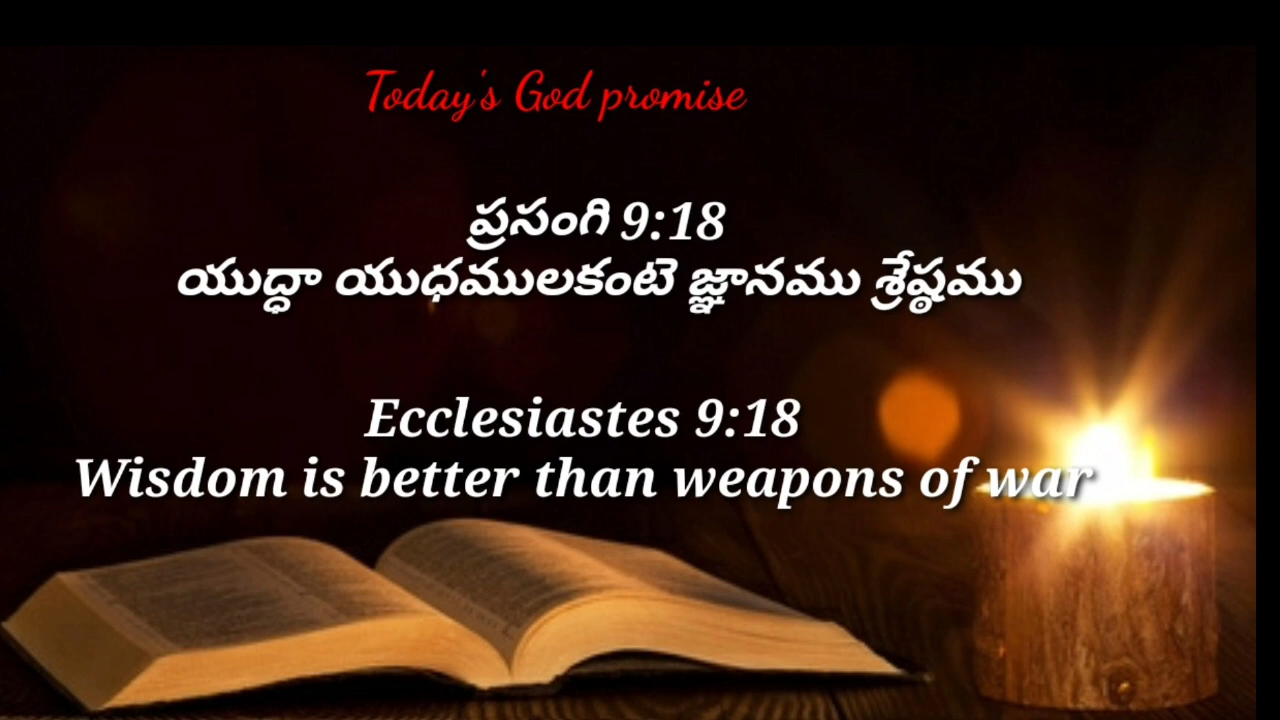 Today's God promise
ప్రసంగి 9:18
యుద్ధా యుధములకంటె జ్ఞానము శ్రేష్ఠము
Ecclesiastes 9:18
Wisdom is better than weapons of war